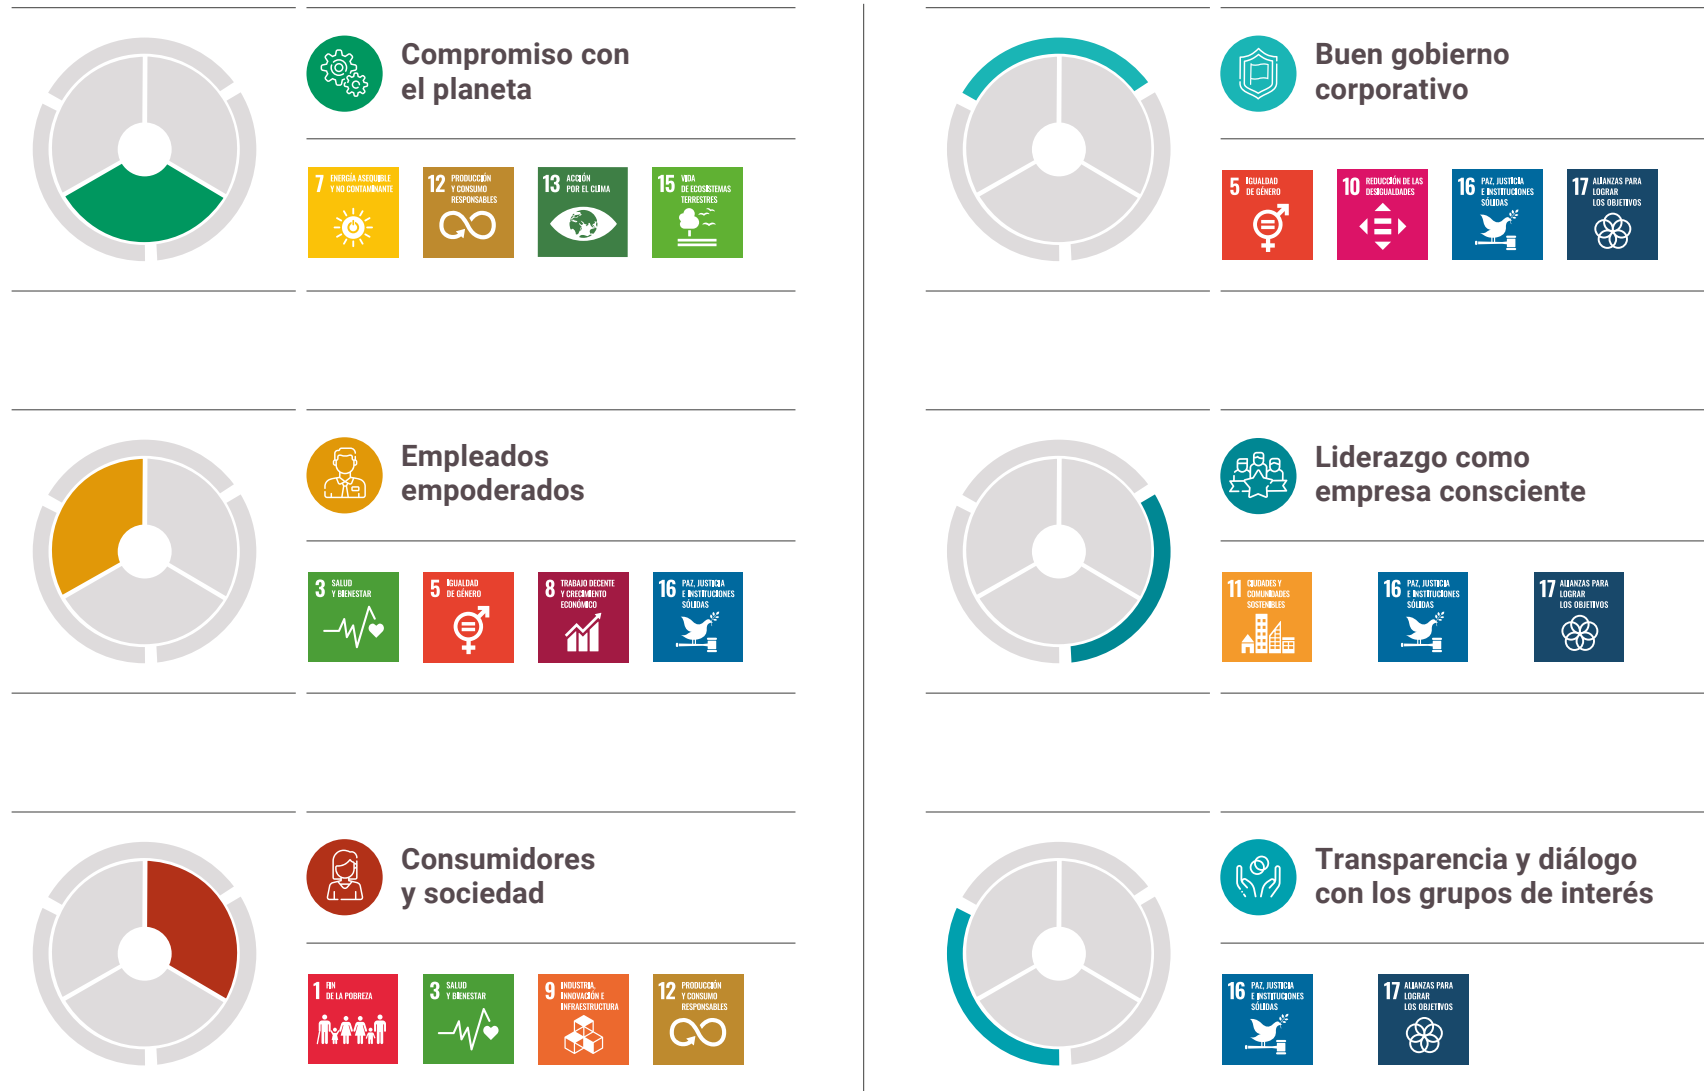 Compromiso con
el planeta
7 ENERGÍA ASEQUIBLE
Y NO CONTAMINANTE
12 PRODUCCIÓN
Y CONSUMO
RESPONSABLES
13 ACCIÓN
POR EL CLIMA
15 VIDA
DE ECOSISTEMAS
TERRESTRES
Empleados
empoderados
3 SALUD
Y BIENESTAR
5 IGUALDAD
DE GÉNERO
8 TRABAJO DECENTE
Y CRECIMIENTO
ECONÓMICO
16 PAZ, JUSTICIA
E INSTITUCIONES
SÓLIDAS
Consumidores
y sociedad
1 FIN
DE LA POBREZA
3 SALUD
Y BIENESTAR
9 INDUSTRIA,
INNOVACIÓN E
INFRAESTRUCTURA
12 PRODUCCIÓN
Y CONSUMO
RESPONSABLES
Buen gobierno
corporativo
5 IGUALDAD
DE GÉNERO
10 REDUCCIÓN DE LAS
DESIGUALDADES
16 PAZ, JUSTICIA
E INSTITUCIONES
SÓLIDAS
17 ALIANZAS PARA
LOGRAR
LOS OBJETIVOS
Liderazgo como
empresa consciente
11 CIUDADES Y
COMUNIDADES
SOSTENIBLES
16 PAZ, JUSTICIA
E INSTITUCIONES
SÓLIDAS
17 ALIANZAS PARA
LOGRAR
LOS OBJETIVOS
Transparencia y diálogo
con los grupos de interés
16 PAZ, JUSTICIA
E INSTITUCIONES
SÓLIDAS
17 ALIANZAS PARA
LOGRAR
LOS OBJETIVOS